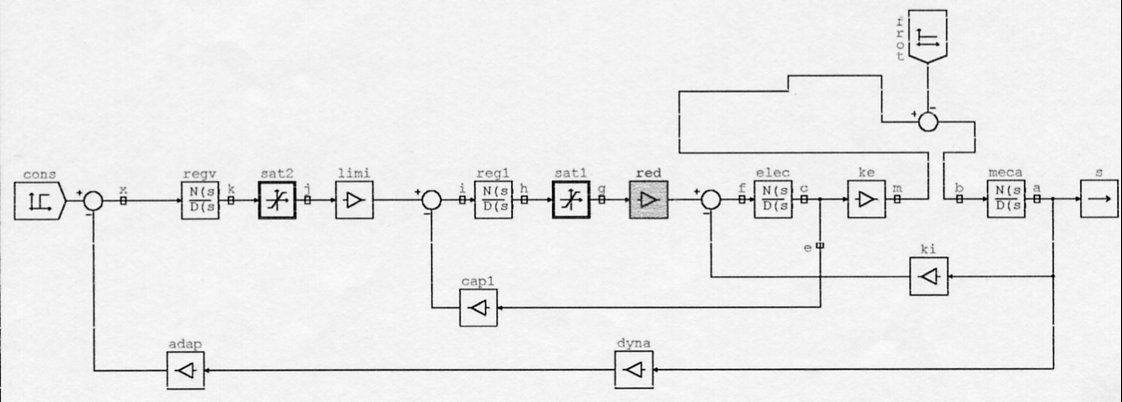 frot
cons
+
-
x
regv
N(s
D(s
k
sat2
j
limi
+
-
i
reg1
N(s
D(s
h
sat1
g
red
+
-
f
elec
N(s
D(s
c
ke
m
+
-
b
meca
N(s
D(s
a
s
e
ki
cap1
adap
dyna